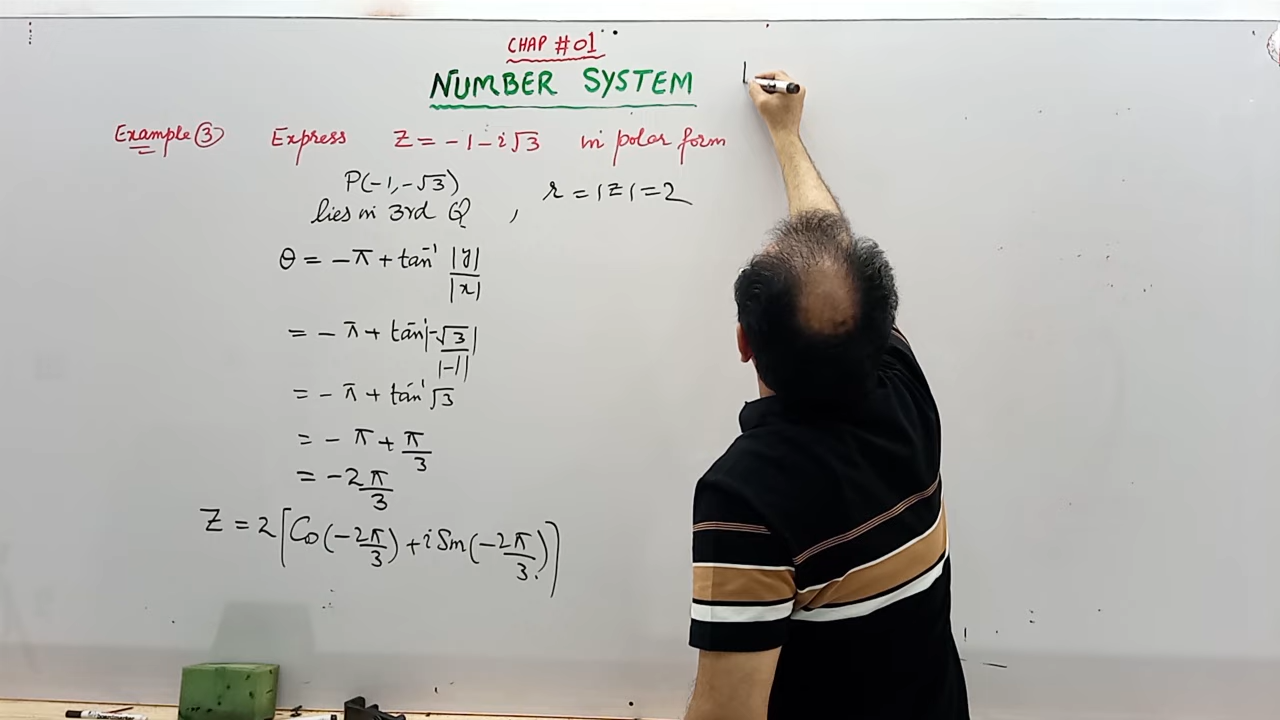 CHAP #01
NUMBER SYSTEM
Example ③ Express Z = -1 - i√3 in polar form
P(-1, -√3)
lies in 3rd Q , r = |Z| = 2
θ = -π + tan⁻¹ |y|/|x|
= -π + tan⁻¹ |-√3|/|-1|
= -π + tan⁻¹ √3
= -π + π/3
= -2π/3
Z = 2[Cos(-2π/3) + i Sin(-2π/3)]